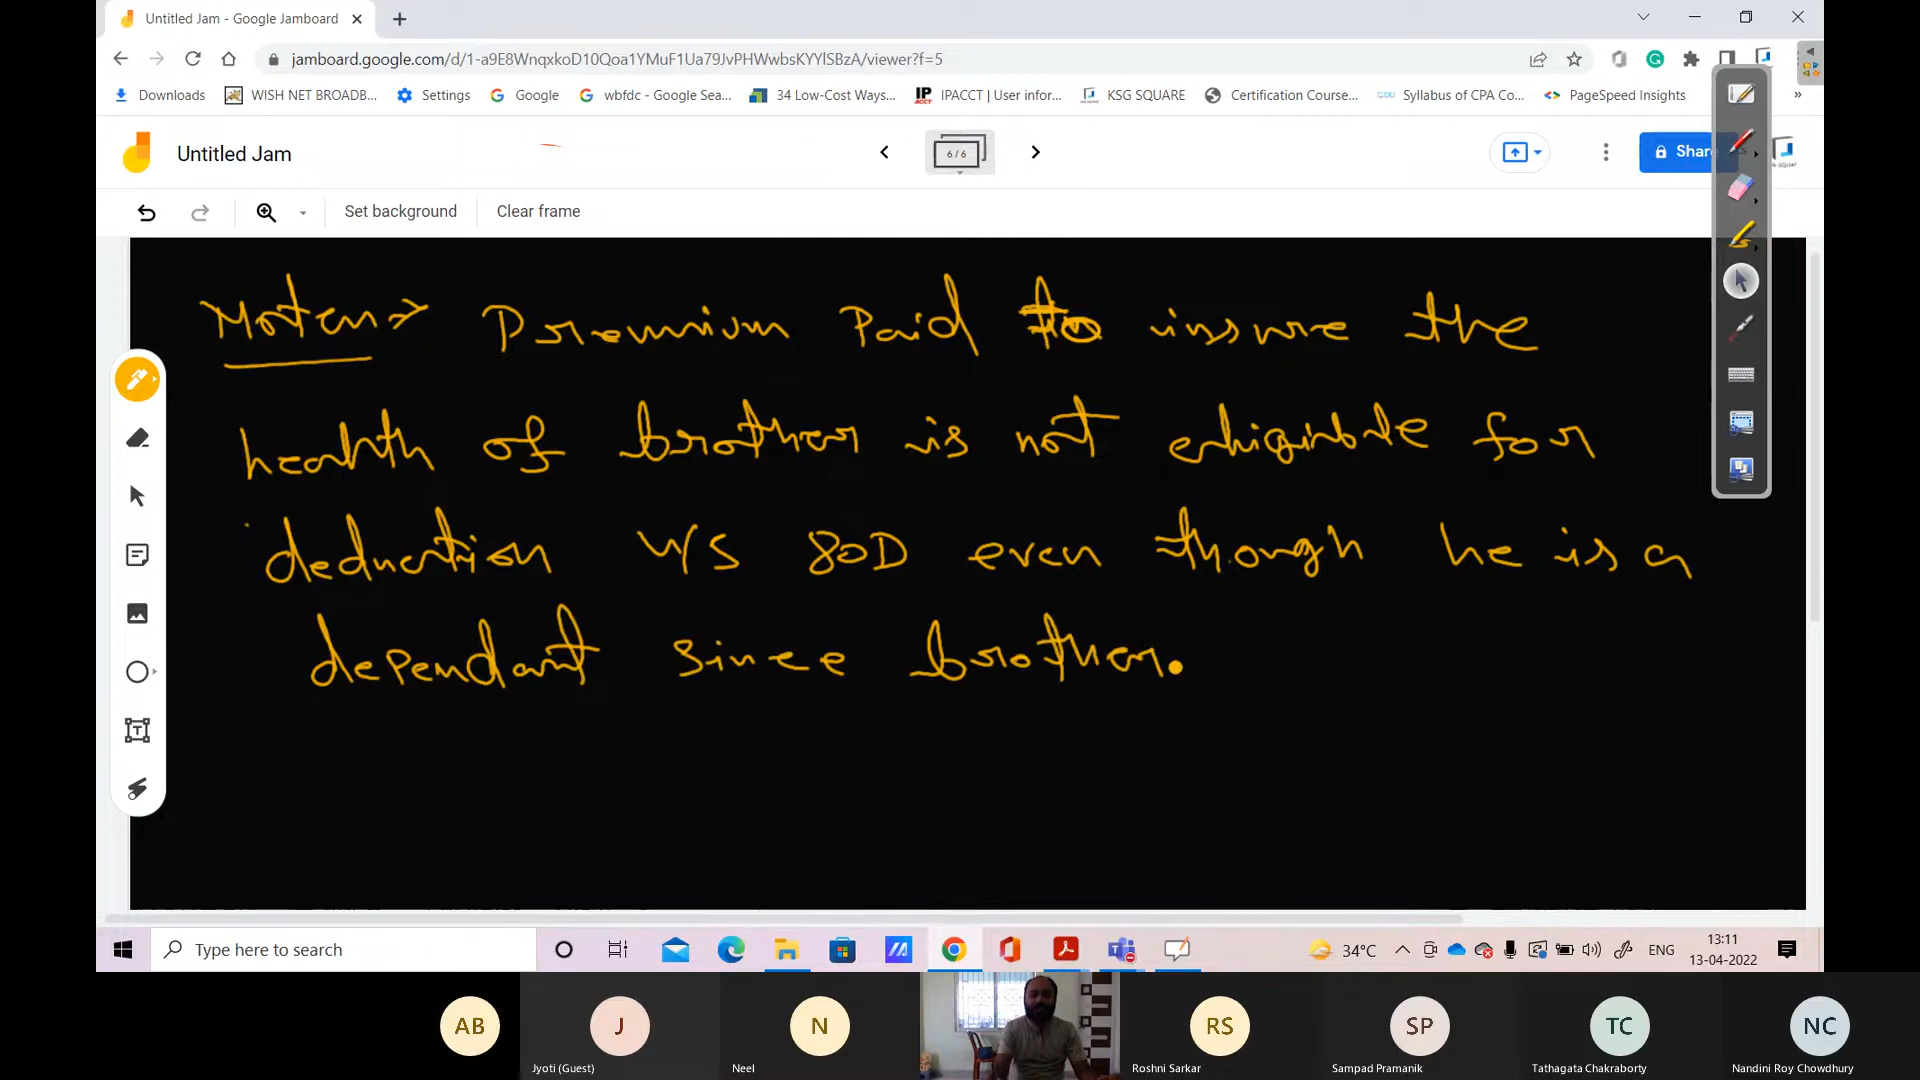 Untitled Jam - Google Jamboard
jamboard.google.com/d/1-a9E8WnqxkoD10Qoa1YMuF1Ua79JvPHWwbsKYYlSBzA/viewer?f=5
Downloads WISH NET BROADB... Settings Google wbfdc - Google Sea... 34 Low-Cost Ways... IPACCT | User infor... KSG SQUARE Certification Course... Syllabus of CPA Co... PageSpeed Insights »
Untitled Jam 6 / 6 Share
Set background Clear frame
Premium Paid to insure the
health of brother is not eligible for
deduction u/s 80D even though he is a
dependant since brother.
Type here to search 34°C ENG 13:11
13-04-2022
AB J N RS SP TC NC
Jyoti (Guest) Neel Roshni Sarkar Sampad Pramanik Tathagata Chakraborty Nandini Roy Chowdhury